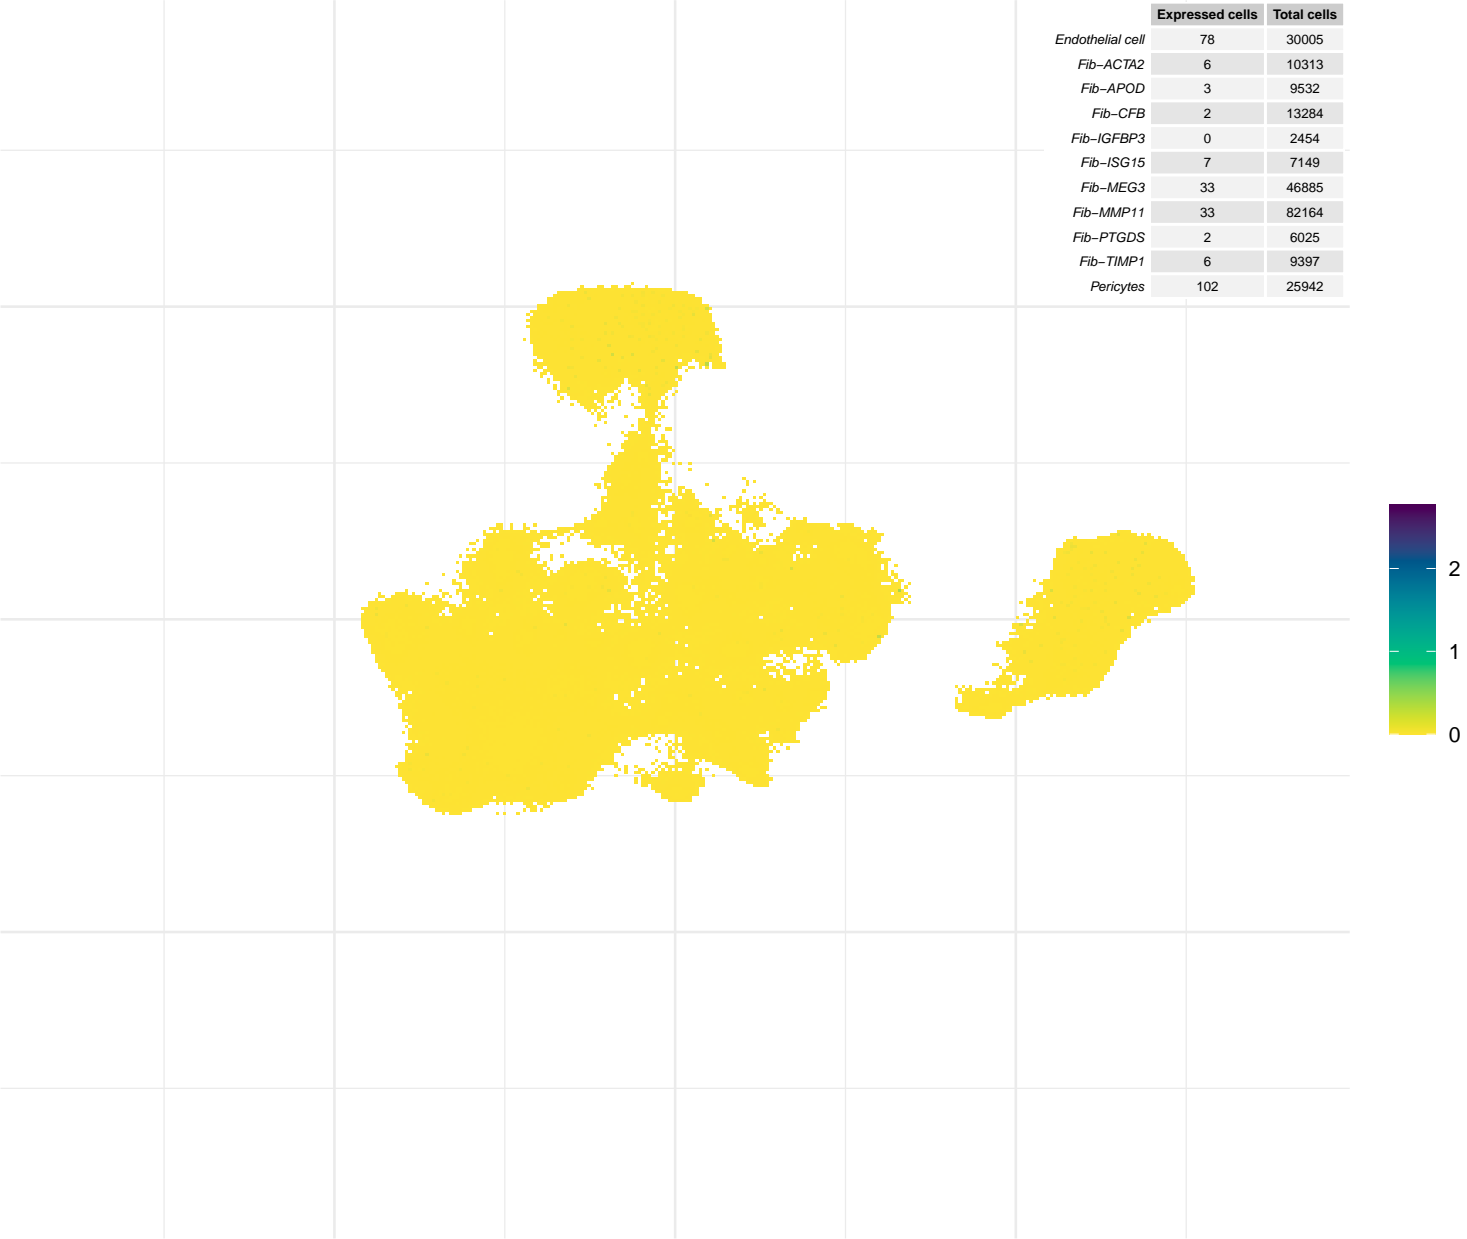 Expressed cells Total cells
Endothelial cell 78 30005
Fib−ACTA2 6 10313
Fib−APOD 3 9532
Fib−CFB 2 13284
Fib−IGFBP3 0 2454
Fib−ISG15 7 7149
Fib−MEG3 33 46885
Fib−MMP11 33 82164
Fib−PTGDS 2 6025
Fib−TIMP1 6 9397
Pericytes 102 25942
2
1
0